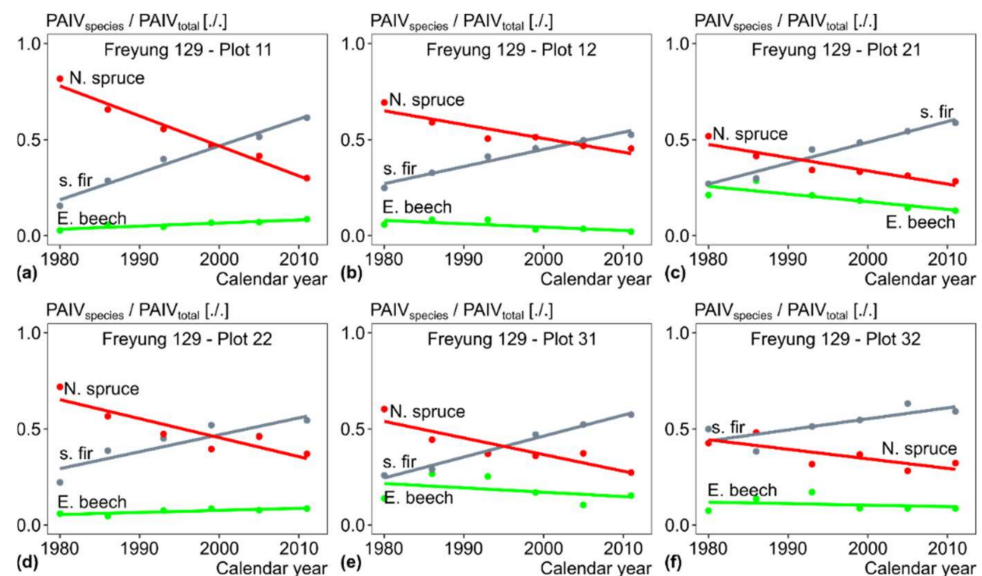 PAIVspecies / PAIVtotal [./.] PAIVspecies / PAIVtotal [./.] PAIVspecies / PAIVtotal [./.]
1.0 Freyung 129 - Plot 11 1.0 Freyung 129 - Plot 12 1.0 Freyung 129 - Plot 21
N. spruce N. spruce s. fir
0.5 0.5 0.5 N. spruce
s. fir s. fir
E. beech E. beech E. beech
0.0 0.0 0.0
1980 1990 2000 2010 1980 1990 2000 2010 1980 1990 2000 2010
(a) Calendar year (b) Calendar year (c) Calendar year
PAIVspecies / PAIVtotal [./.] PAIVspecies / PAIVtotal [./.] PAIVspecies / PAIVtotal [./.]
1.0 Freyung 129 - Plot 22 1.0 Freyung 129 - Plot 31 1.0 Freyung 129 - Plot 32
N. spruce N. spruce s. fir
0.5 0.5 0.5 N. spruce
s. fir s. fir
E. beech E. beech E. beech
0.0 0.0 0.0
1980 1990 2000 2010 1980 1990 2000 2010 1980 1990 2000 2010
(d) Calendar year (e) Calendar year (f) Calendar year